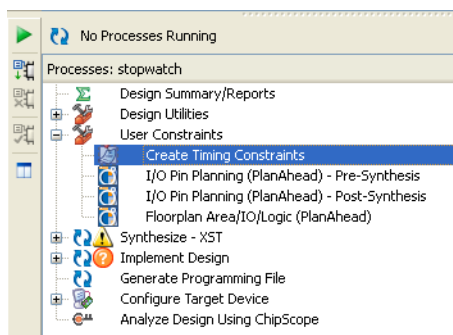 No Processes Running
Processes: stopwatch
Design Summary/Reports
Design Utilities
User Constraints
Create Timing Constraints
I/O Pin Planning (PlanAhead) - Pre-Synthesis
I/O Pin Planning (PlanAhead) - Post-Synthesis
Floorplan Area/IO/Logic (PlanAhead)
Synthesize - XST
Implement Design
Generate Programming File
Configure Target Device
Analyze Design Using ChipScope